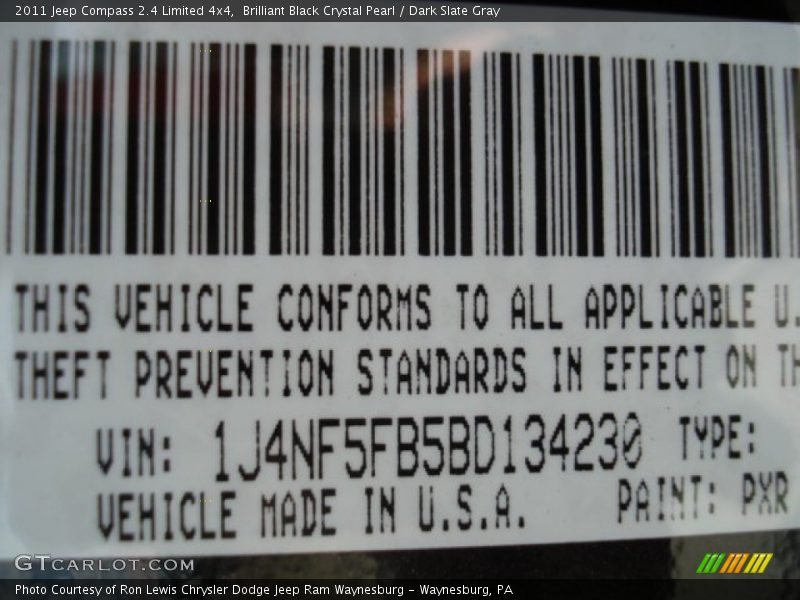 2011 Jeep Compass 2.4 Limited 4x4,  Brilliant Black Crystal Pearl / Dark Slate Gray
THIS VEHICLE CONFORMS TO ALL APPLICABLE U.
THEFT PREVENTION STANDARDS IN EFFECT ON TH
VIN: 1J4NF5FB5BD134230 TYPE:
VEHICLE MADE IN U.S.A. PAINT: PXR
GTCARLOT.COM
Photo Courtesy of Ron Lewis Chrysler Dodge Jeep Ram Waynesburg - Waynesburg, PA